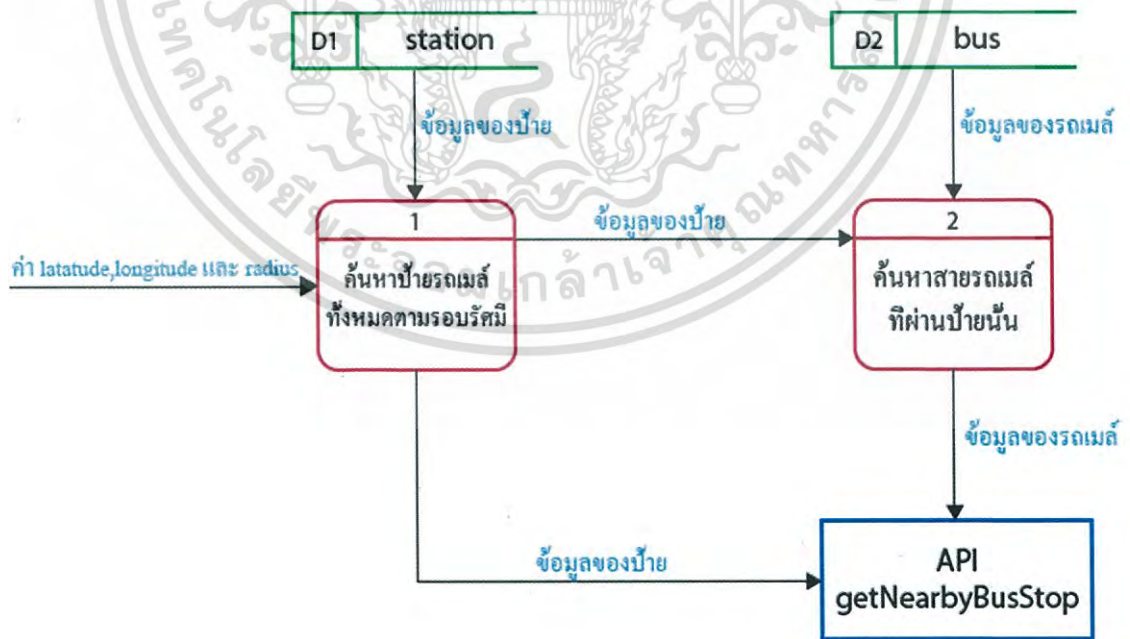 D1 station
D2 bus
ข้อมูลของป้าย
ข้อมูลของรถเมล์
1
ข้อมูลของป้าย
2
ค่า latatude,longitude และ radius
ค้นหาป้ายรถเมล์
ทั้งหมดตามรอบรัศมี
ค้นหาสายรถเมล์
ที่ผ่านป้ายนั้น
ข้อมูลของรถเมล์
ข้อมูลของป้าย
API
getNearbyBusStop